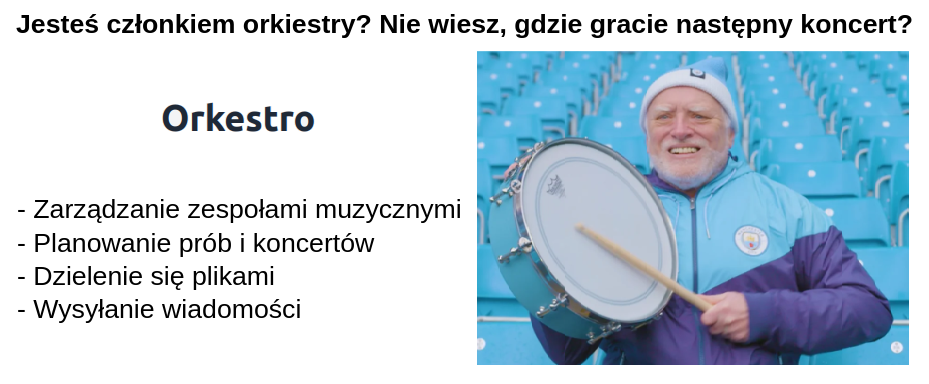 Jesteś członkiem orkiestry? Nie wiesz, gdzie gracie następny koncert?
Orkestro
- Zarządzanie zespołami muzycznymi
- Planowanie prób i koncertów
- Dzielenie się plikami
- Wysyłanie wiadomości